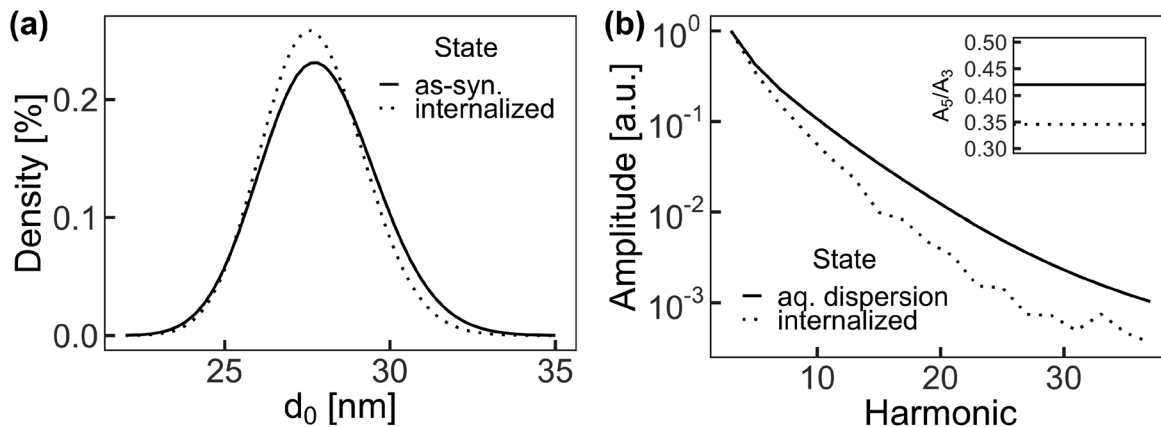 (a)
Density [%]
0.2
0.1
0.0
State
as-syn.
internalized
25
30
35
d₀ [nm]
(b)
Amplitude [a.u.]
10⁰
10⁻¹
10⁻²
10⁻³
A₅/A₃
0.50
0.45
0.40
0.35
0.30
State
aq. dispersion
internalized
10
20
30
Harmonic